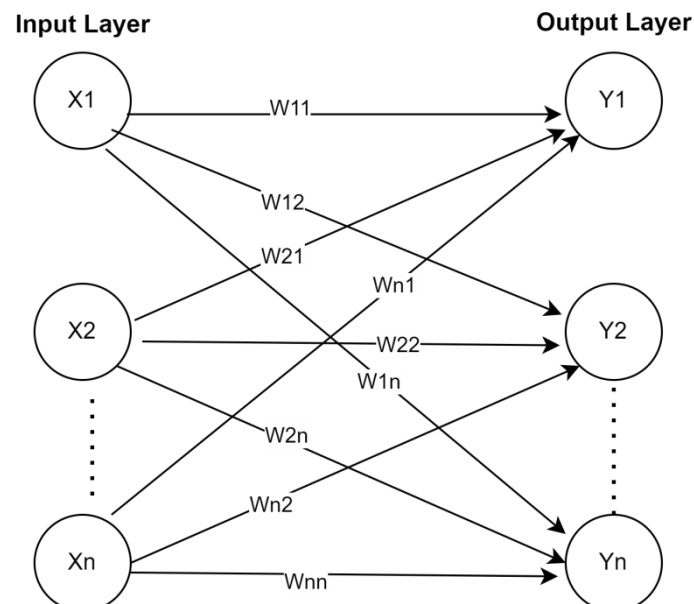 Input Layer
Output Layer
X1
W11
Y1
W12
W21
Wn1
X2
W22
Y2
W1n
W2n
Wn2
Xn
Wnn
Yn